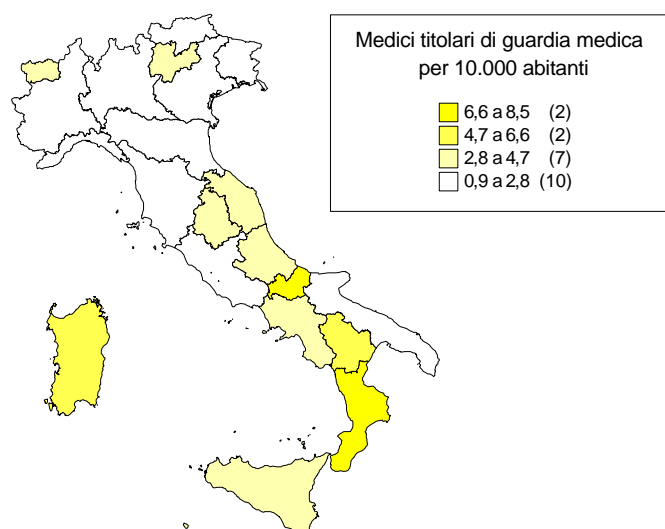 Medici titolari di guardia medica
per 10.000 abitanti
6,6 a 8,5 (2)
4,7 a 6,6 (2)
2,8 a 4,7 (7)
0,9 a 2,8 (10)